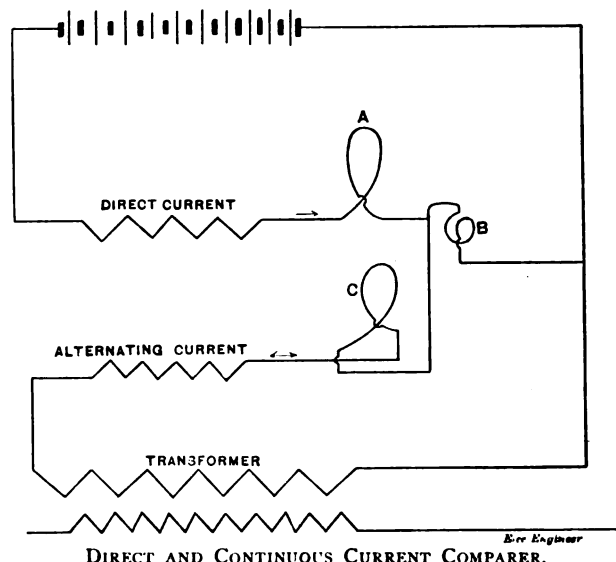 A
DIRECT CURRENT
B
C
ALTERNATING CURRENT
TRANSFORMER
Elec Engineer
DIRECT AND CONTINUOUS CURRENT COMPARER.